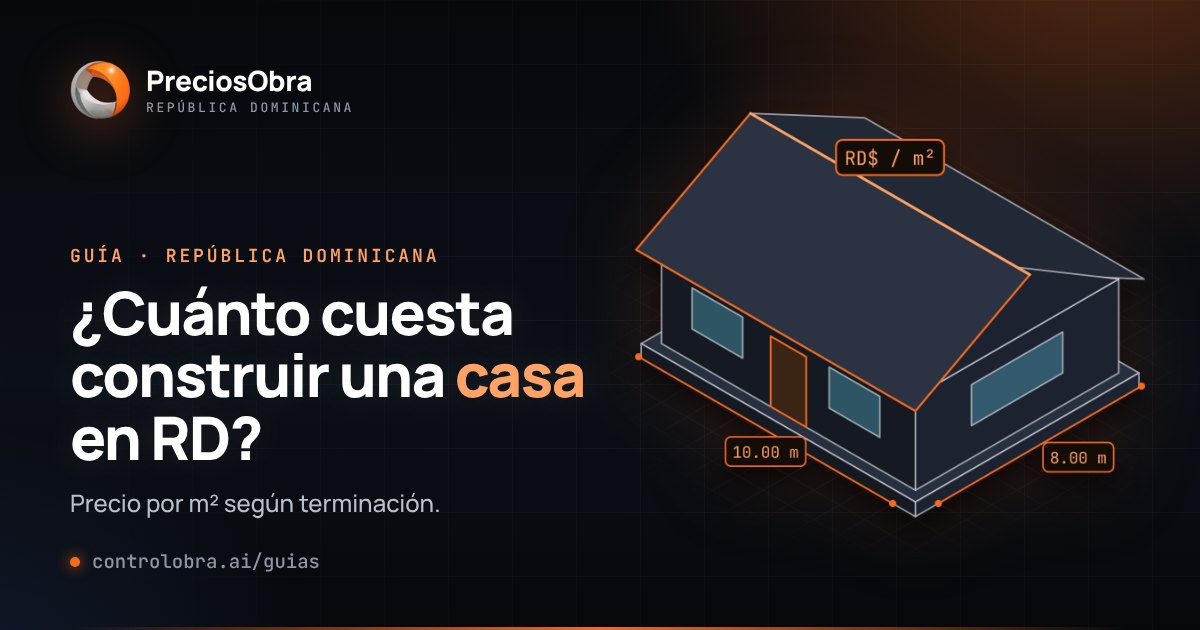 PreciosObra
REPÚBLICA DOMINICANA
GUÍA · REPÚBLICA DOMINICANA
¿Cuánto cuesta
construir una casa
en RD?
Precio por m² según terminación.
controlobra.ai/guias
RD$ / m²
10.00 m
8.00 m